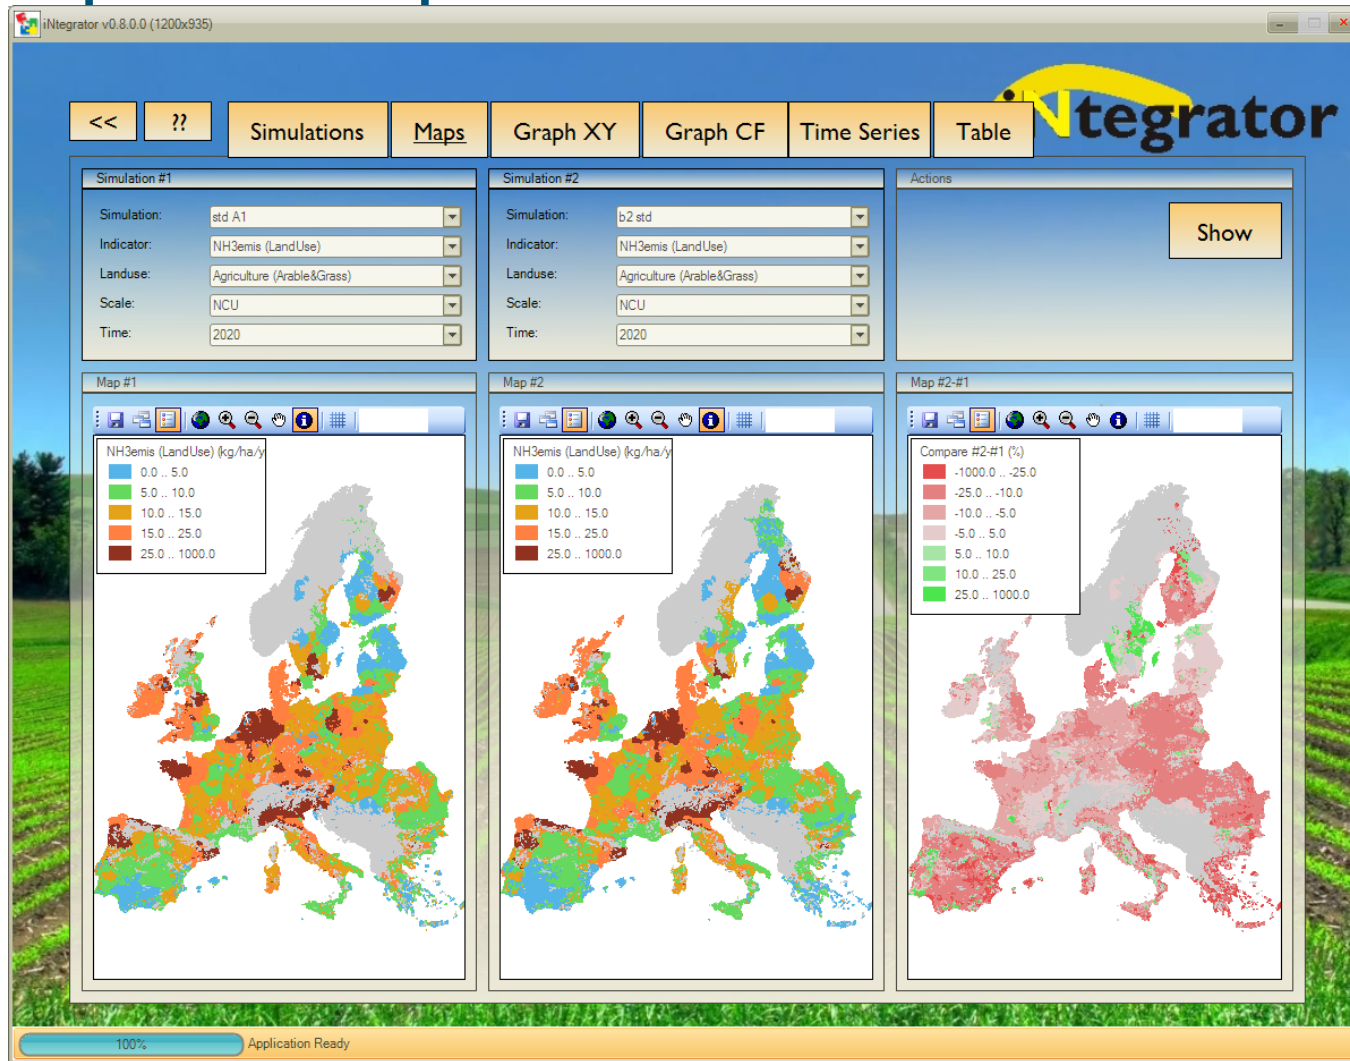 iNtegrator v0.8.0.0 (1200x935)
iNtegrator
<<
??
Simulations
Maps
Graph XY
Graph CF
Time Series
Table
Simulation #1
Simulation: std A1
Indicator: NH3emis (LandUse)
Landuse: Agriculture (Arable&Grass)
Scale: NCU
Time: 2020
Simulation #2
Simulation: b2 std
Indicator: NH3emis (LandUse)
Landuse: Agriculture (Arable&Grass)
Scale: NCU
Time: 2020
Actions
Show
Map #1
NH3emis (LandUse) (kg/ha/y
0.0 .. 5.0
5.0 .. 10.0
10.0 .. 15.0
15.0 .. 25.0
25.0 .. 1000.0
Map #2
NH3emis (LandUse) (kg/ha/y
0.0 .. 5.0
5.0 .. 10.0
10.0 .. 15.0
15.0 .. 25.0
25.0 .. 1000.0
Map #2-#1
Compare #2-#1 (%)
-1000.0 .. -25.0
-25.0 .. -10.0
-10.0 .. -5.0
-5.0 .. 5.0
5.0 .. 10.0
10.0 .. 25.0
25.0 .. 1000.0
100%
Application Ready